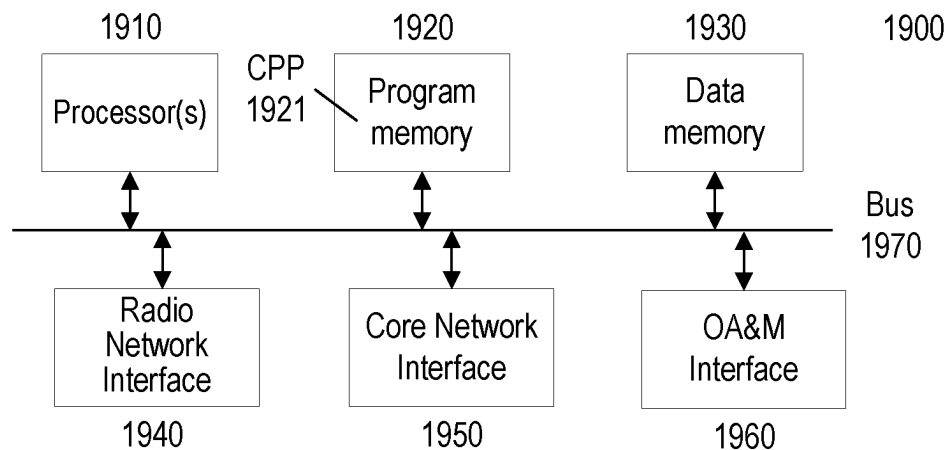 1910
1920
1930
1900
CPP
1921
Processor(s)
Program
memory
Data
memory
Bus
1970
Radio
Network
Interface
Core Network
Interface
OA&M
Interface
1940
1950
1960